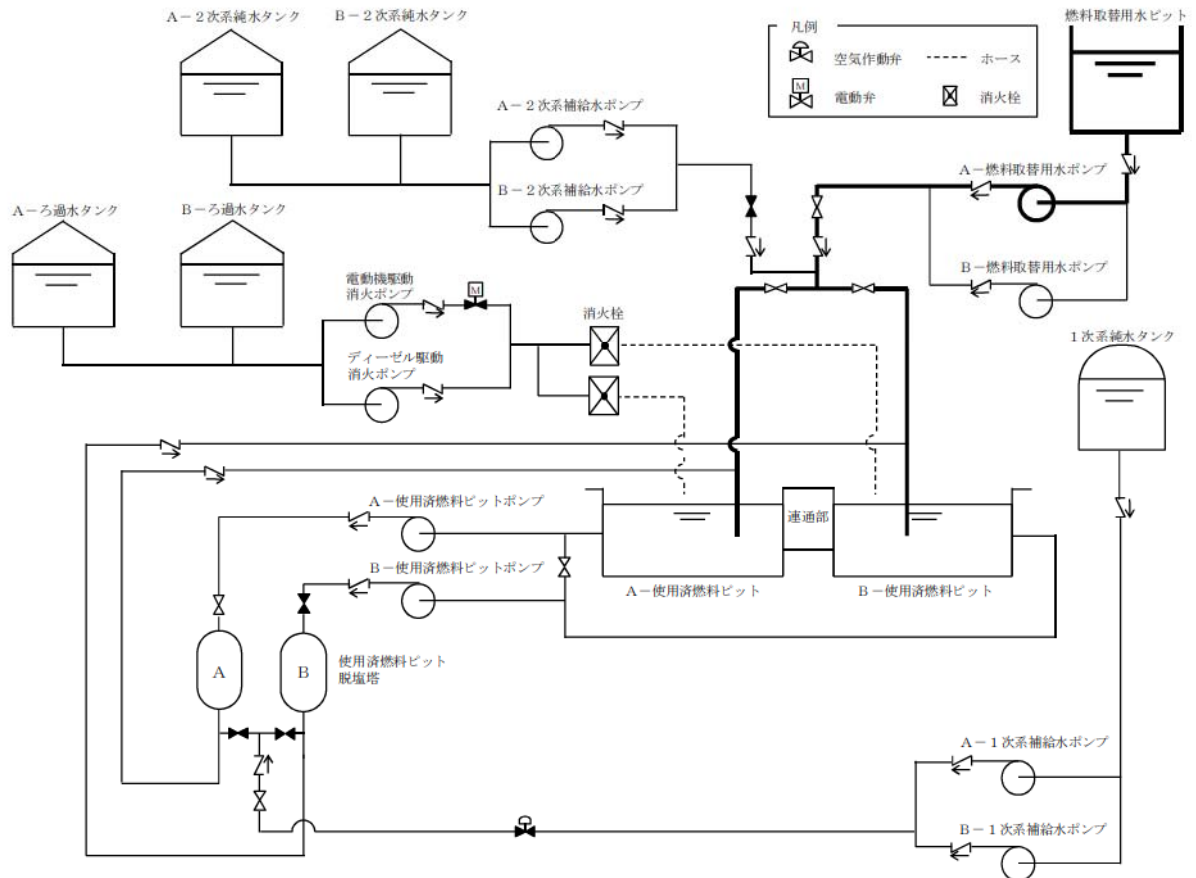 A－2次系純水タンク
B－2次系純水タンク
凡例
空気作動弁
ホース
M
電動弁
消火栓
燃料取替用水ピット
A－2次系補給水ポンプ
B－2次系補給水ポンプ
A－燃料取替用水ポンプ
B－燃料取替用水ポンプ
A－ろ過水タンク
B－ろ過水タンク
電動機駆動
消火ポンプ
M
ディーゼル駆動
消火ポンプ
消火栓
1次系純水タンク
A－使用済燃料ピットポンプ
B－使用済燃料ピットポンプ
連通部
A－使用済燃料ピット
B－使用済燃料ピット
A
B
使用済燃料ピット
脱塩塔
A－1次系補給水ポンプ
B－1次系補給水ポンプ